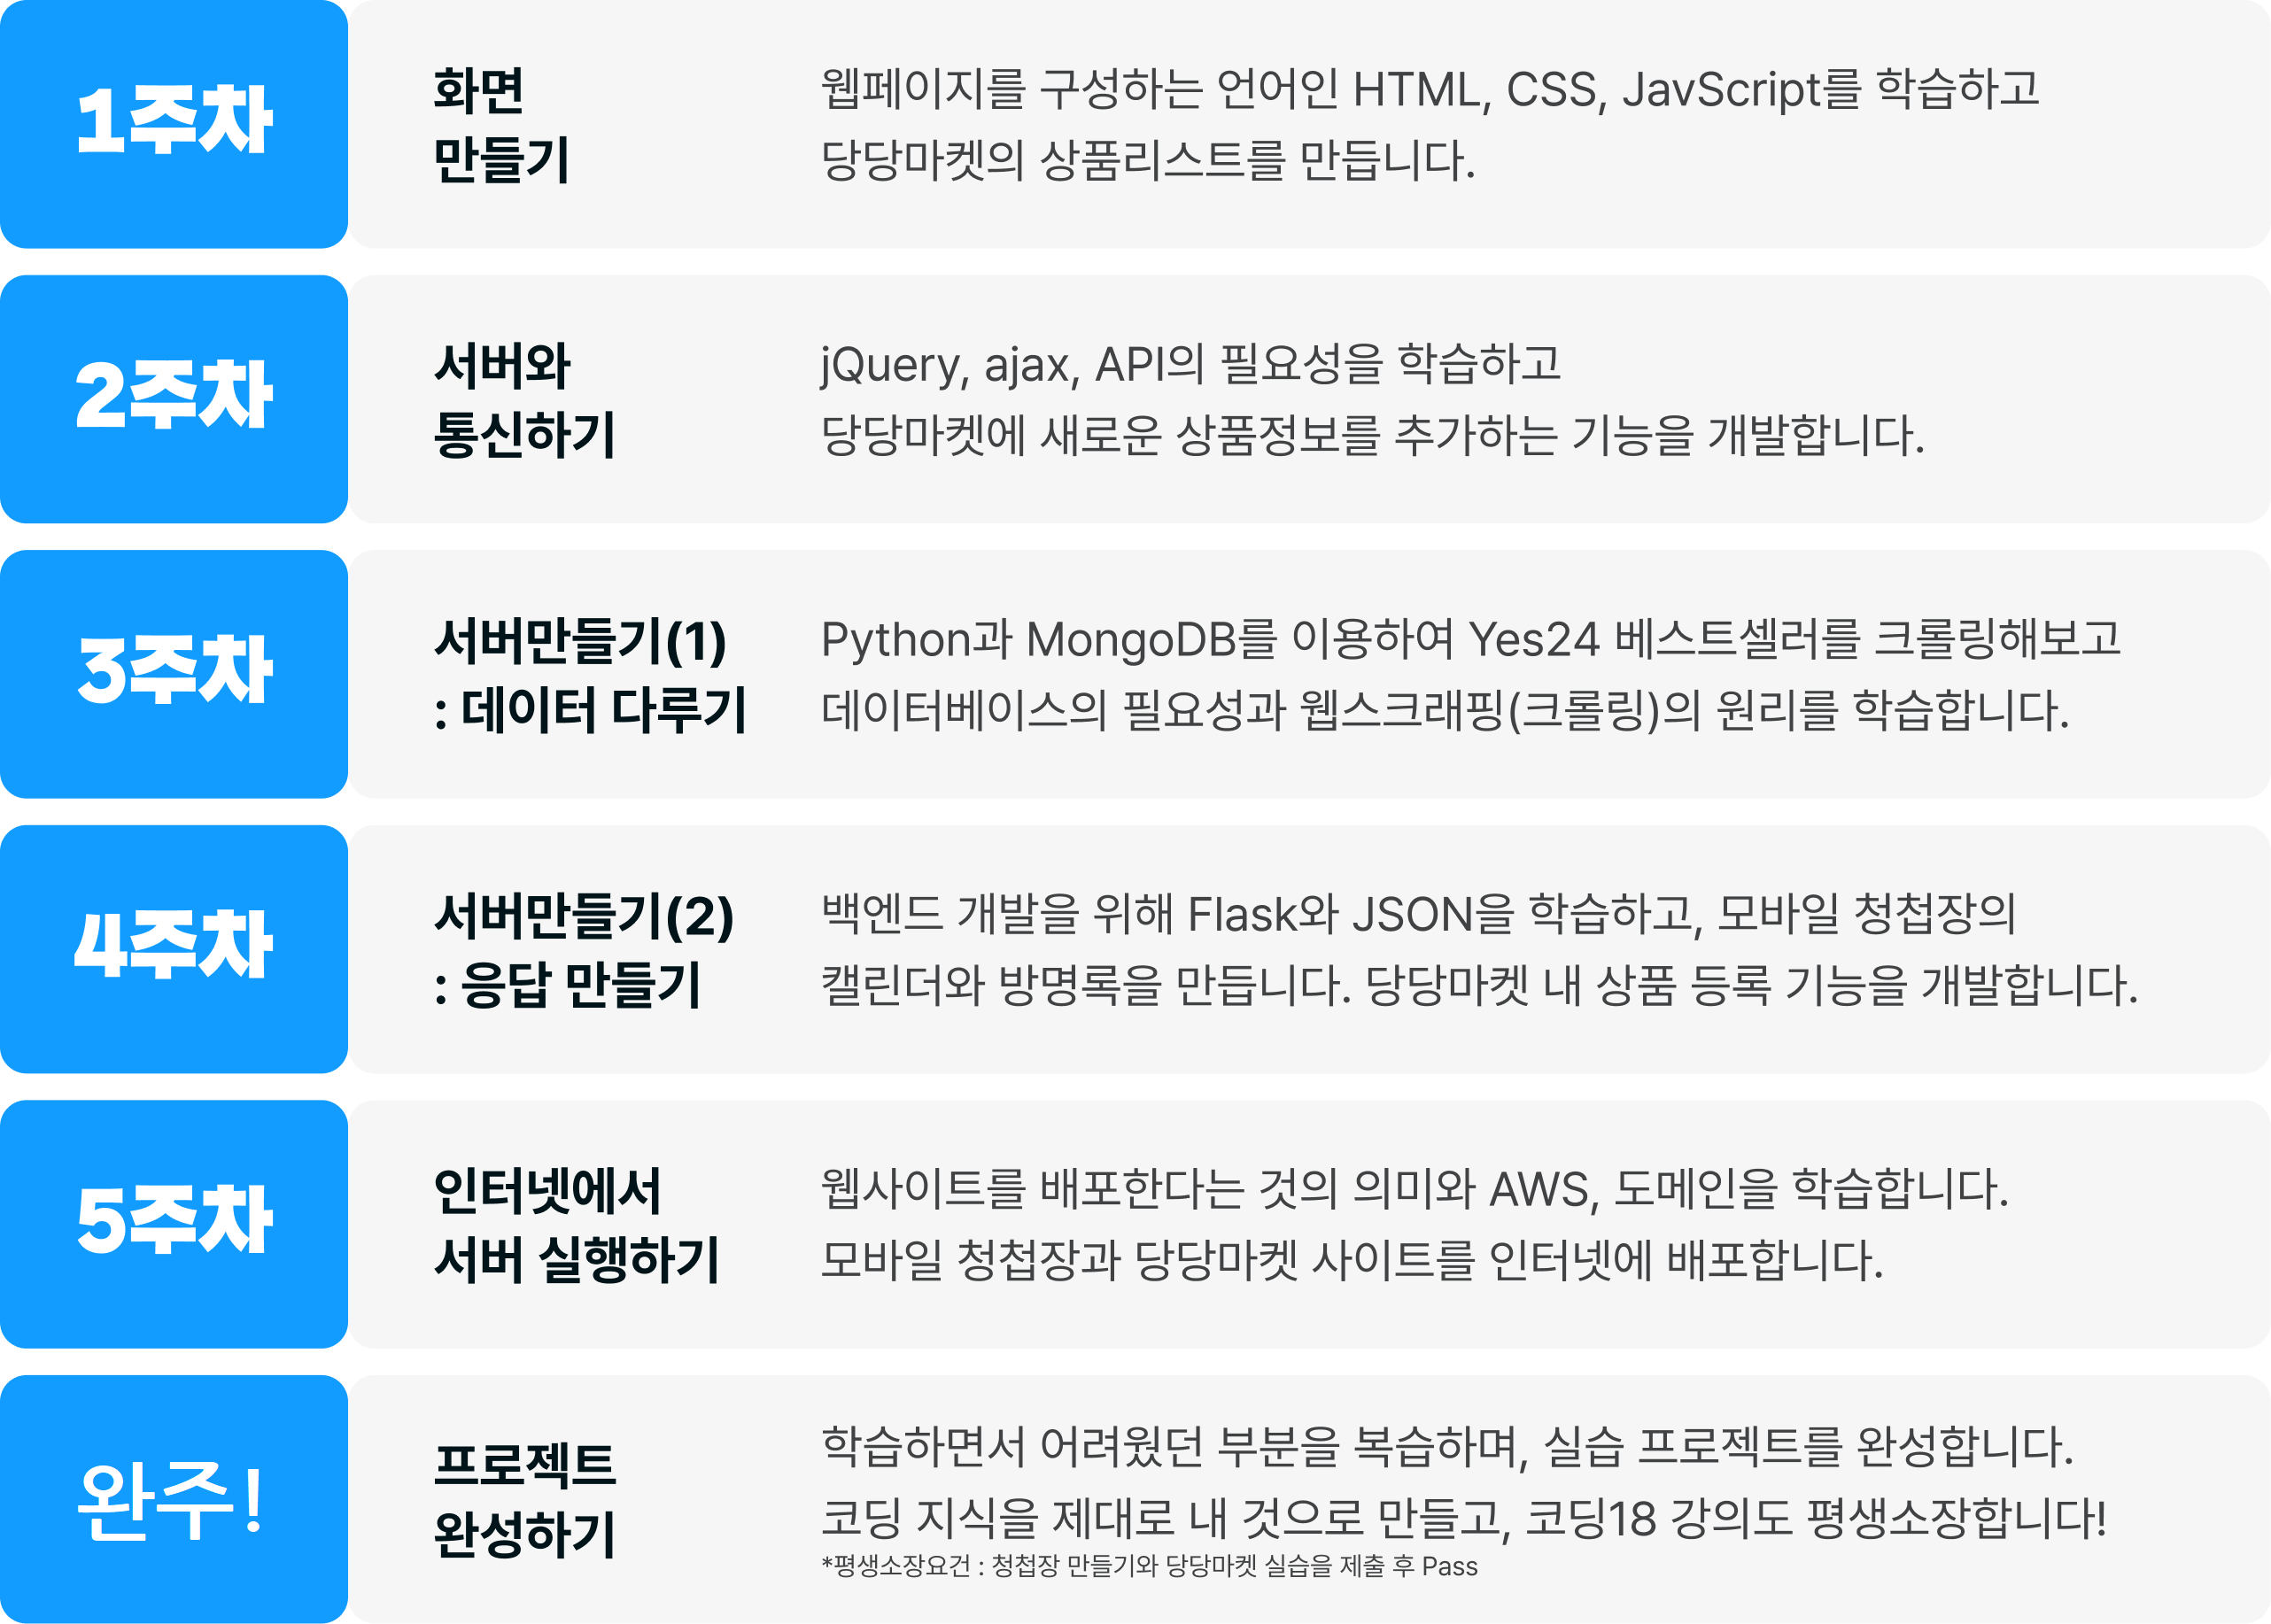 1주차
화면
만들기
웹페이지를 구성하는 언어인 HTML, CSS, JavaScript를 학습하고
당당마켓의 상품리스트를 만듭니다.
2주차
서버와
통신하기
jQuery, ajax, API의 필요성을 학습하고
당당마켓에 새로운 상품정보를 추가하는 기능을 개발합니다.
3주차
서버만들기(1)
: 데이터 다루기
Python과 MongoDB를 이용하여 Yes24 베스트셀러를 크롤링해보고
데이터베이스의 필요성과 웹스크래핑(크롤링)의 원리를 학습합니다.
4주차
서버만들기(2)
: 응답 만들기
백엔드 개발을 위해 Flask와 JSON을 학습하고, 모바일 청첩장의
캘린더와 방명록을 만듭니다. 당당마켓 내 상품 등록 기능을 개발합니다.
5주차
인터넷에서
서버 실행하기
웹사이트를 배포한다는 것의 의미와 AWS, 도메인을 학습합니다.
모바일 청첩장과 당당마켓 사이트를 인터넷에 배포합니다.
완주!
프로젝트
완성하기
학습하면서 어려웠던 부분을 복습하며, 실습 프로젝트를 완성합니다.
코딩 지식을 제대로 내 것으로 만들고, 코딩18 강의도 평생소장합니다!
*평생소장요건 : 청첩장 만들기와 당당마켓 실습을 제출 후 Pass